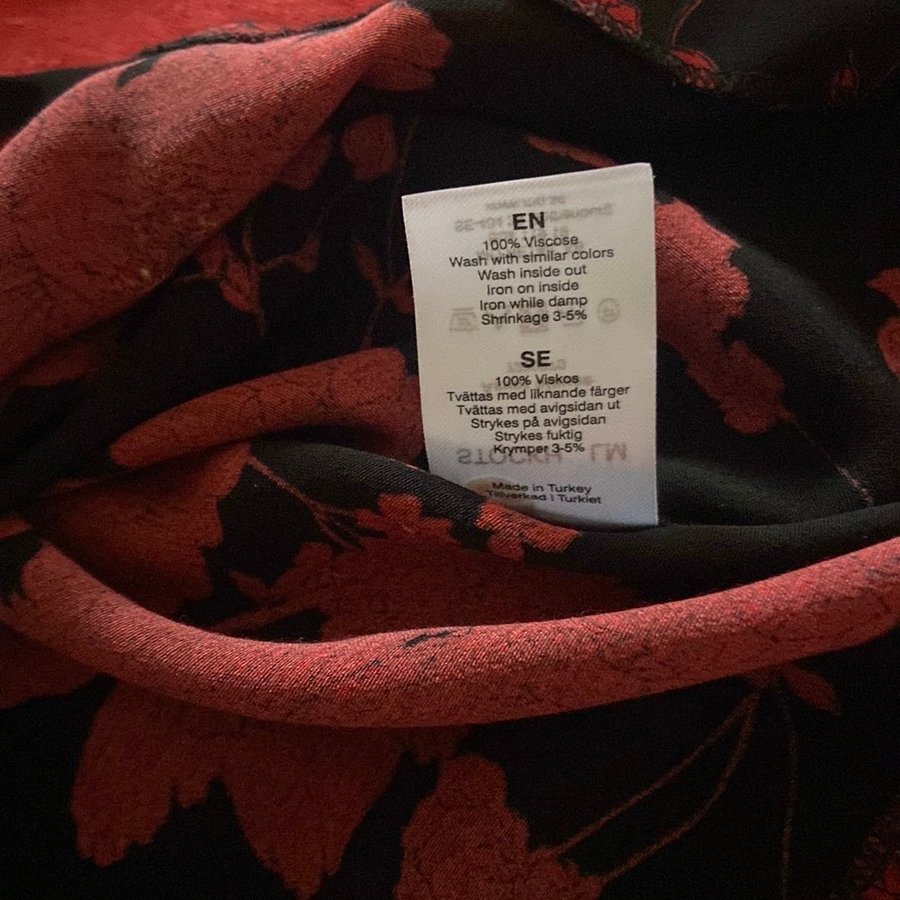 EN
100% Viscose
Wash with similar colors
Wash inside out
Iron on inside
Iron while damp
Shrinkage 3-5%
SE
100% Viskos
Tvättas med liknande färger
Tvättas med avigsidan ut
Strykes på avigsidan
Strykes fuktig
Krymper 3-5%
Made in Turkey
Tillverkad i Turkiet